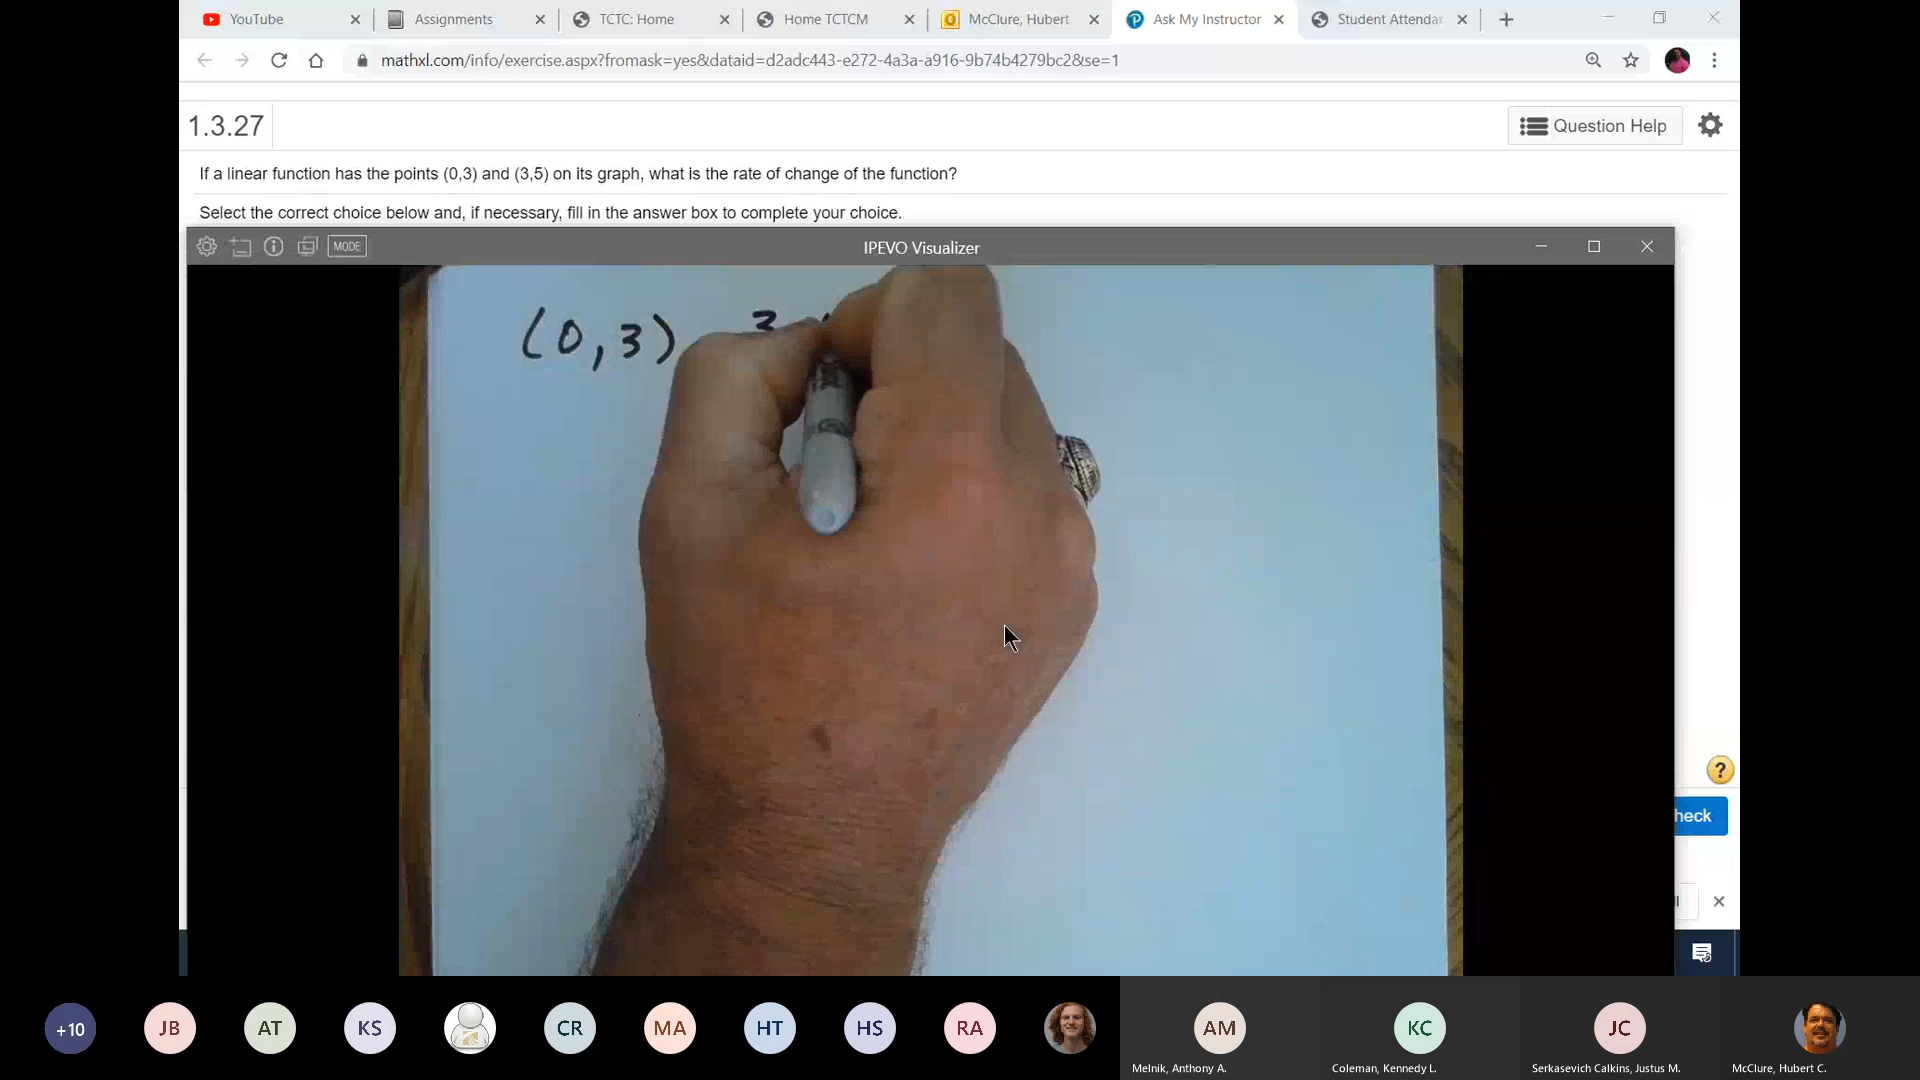 YouTube
Assignments
TCTC: Home
Home TCTCM
McClure, Hubert
Ask My Instructor
Student Attendar
mathxl.com/info/exercise.aspx?fromask=yes&dataid=d2adc443-e272-4a3a-a916-9b74b4279bc2&se=1
1.3.27
Question Help
If a linear function has the points (0,3) and (3,5) on its graph, what is the rate of change of the function?
Select the correct choice below and, if necessary, fill in the answer box to complete your choice.
MODE
IPEVO Visualizer
(0,3) 3
?
heck
+10 JB AT KS CR MA HT HS RA AM KC JC
Melnik, Anthony A. Coleman, Kennedy L. Serkasevich Calkins, Justus M. McClure, Hubert C.